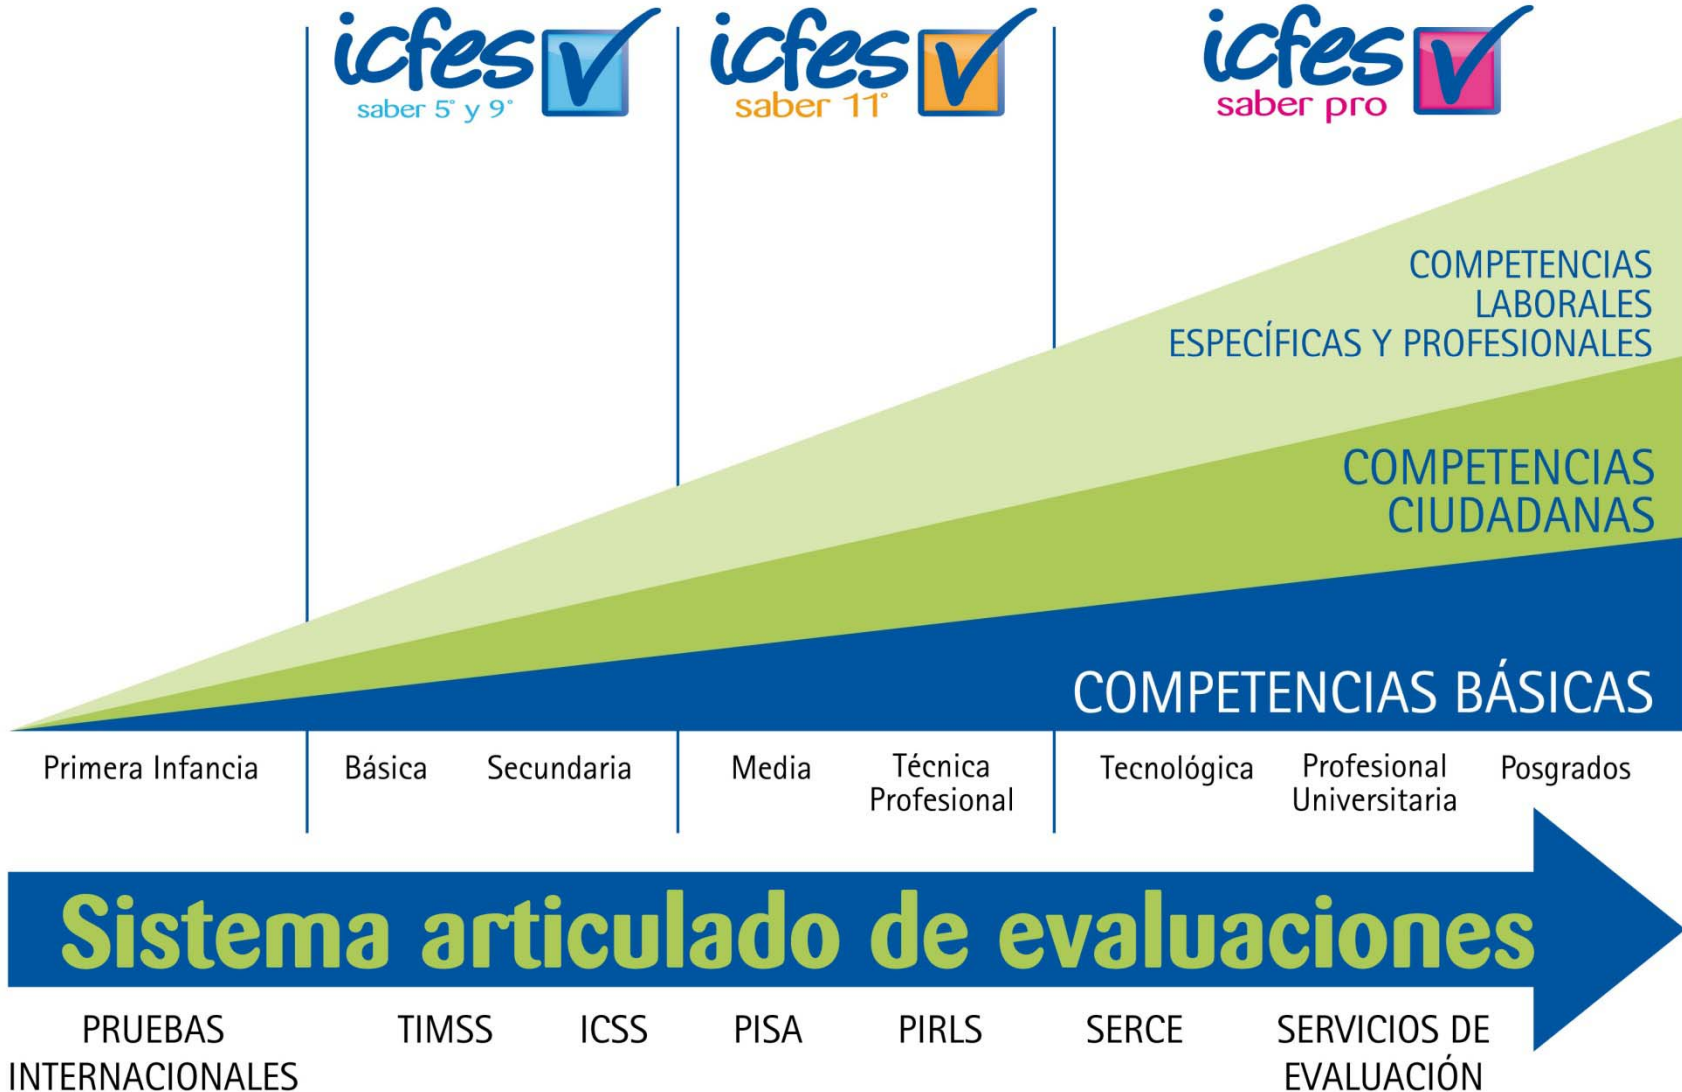 icfes
saber 5° y 9°
icfes
saber 11°
icfes
saber pro
COMPETENCIAS
LABORALES
ESPECÍFICAS Y PROFESIONALES
COMPETENCIAS
CIUDADANAS
COMPETENCIAS BÁSICAS
Primera Infancia
Básica
Secundaria
Media
Técnica
Profesional
Tecnológica
Profesional
Universitaria
Posgrados
Sistema articulado de evaluaciones
PRUEBAS
INTERNACIONALES
TIMSS
ICSS
PISA
PIRLS
SERCE
SERVICIOS DE
EVALUACIÓN